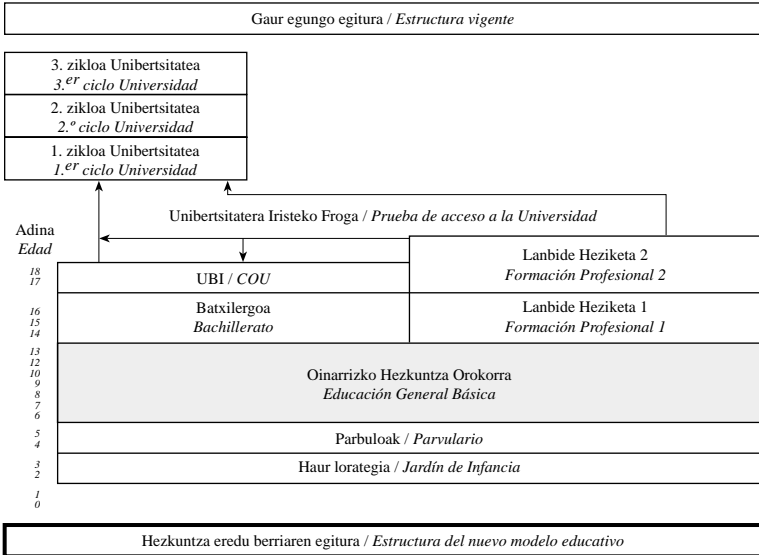 Gaur egungo egitura / Estructura vigente
3. zikloa Unibertsitatea
3.er ciclo Universidad
2. zikloa Unibertsitatea
2.º ciclo Universidad
1. zikloa Unibertsitatea
1.er ciclo Universidad
Unibertsitatera Iristeko Froga / Prueba de acceso a la Universidad
Adina
Edad
18
17
UBI / COU
Lanbide Heziketa 2
Formación Profesional 2
16
15
14
Batxilergoa
Bachillerato
Lanbide Heziketa 1
Formación Profesional 1
13
12
10
9
8
7
6
Oinarrizko Hezkuntza Orokorra
Educación General Básica
5
4
Parbuloak / Parvulario
3
2
Haur lorategia / Jardín de Infancia
1
0
Hezkuntza eredu berriaren egitura / Estructura del nuevo modelo educativo